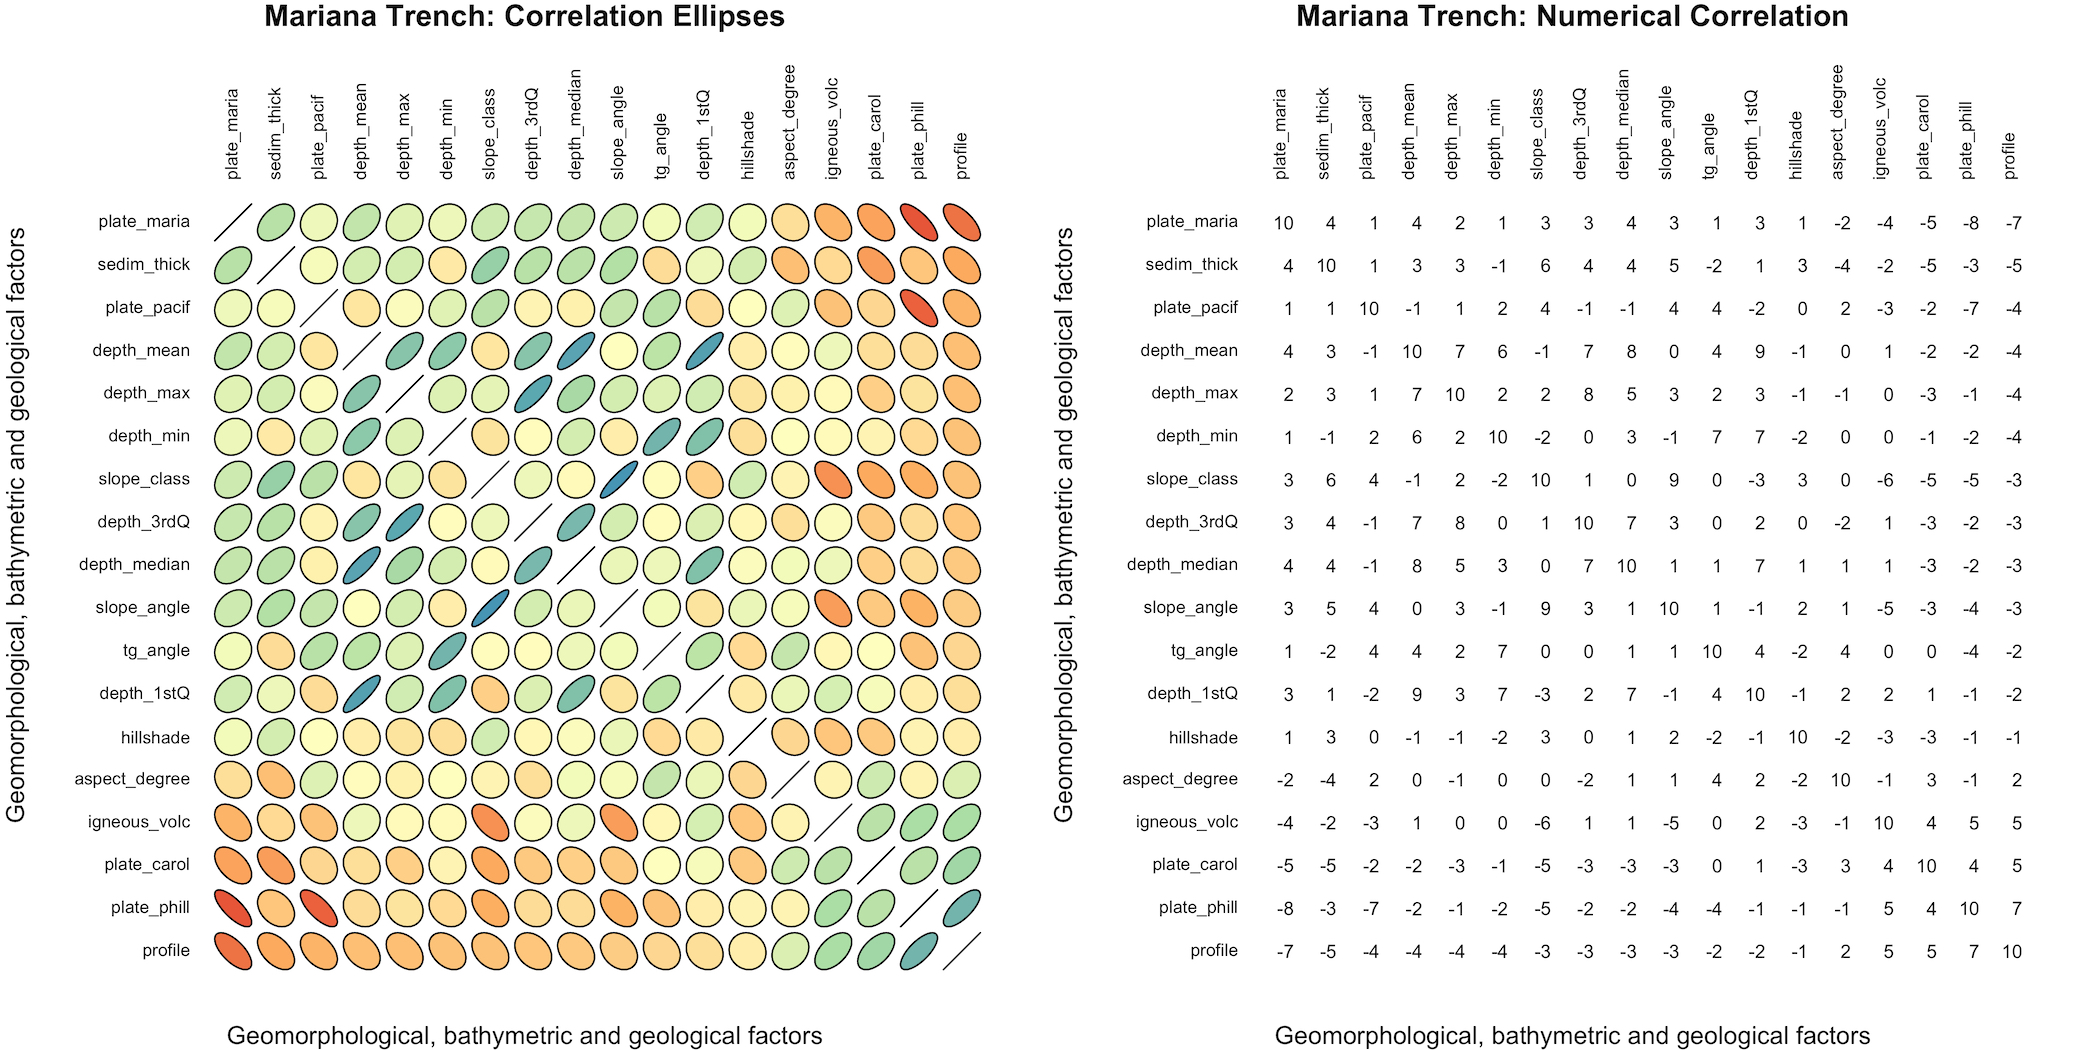 Mariana Trench: Correlation Ellipses
plate_maria sedim_thick plate_pacif depth_mean depth_max depth_min slope_class depth_3rdQ depth_median slope_angle tg_angle depth_1stQ hillshade aspect_degree igneous_volc plate_carol plate_phill profile
Geomorphological, bathymetric and geological factors
plate_maria
sedim_thick
plate_pacif
depth_mean
depth_max
depth_min
slope_class
depth_3rdQ
depth_median
slope_angle
tg_angle
depth_1stQ
hillshade
aspect_degree
igneous_volc
plate_carol
plate_phill
profile
Geomorphological, bathymetric and geological factors
Mariana Trench: Numerical Correlation
plate_maria sedim_thick plate_pacif depth_mean depth_max depth_min slope_class depth_3rdQ depth_median slope_angle tg_angle depth_1stQ hillshade aspect_degree igneous_volc plate_carol plate_phill profile
Geomorphological, bathymetric and geological factors
plate_maria 10 4 1 4 2 1 3 3 4 3 1 3 1 -2 -4 -5 -8 -7
sedim_thick 4 10 1 3 3 -1 6 4 4 5 -2 1 3 -4 -2 -5 -3 -5
plate_pacif 1 1 10 -1 1 2 4 -1 -1 4 4 -2 0 2 -3 -2 -7 -4
depth_mean 4 3 -1 10 7 6 -1 7 8 0 4 9 -1 0 1 -2 -2 -4
depth_max 2 3 1 7 10 2 2 8 5 3 2 3 -1 -1 0 -3 -1 -4
depth_min 1 -1 2 6 2 10 -2 0 3 -1 7 7 -2 0 0 -1 -2 -4
slope_class 3 6 4 -1 2 -2 10 1 0 9 0 -3 3 0 -6 -5 -5 -3
depth_3rdQ 3 4 -1 7 8 0 1 10 7 3 0 2 0 -2 1 -3 -2 -3
depth_median 4 4 -1 8 5 3 0 7 10 1 1 7 1 1 1 -3 -2 -3
slope_angle 3 5 4 0 3 -1 9 3 1 10 1 -1 2 1 -5 -3 -4 -3
tg_angle 1 -2 4 4 2 7 0 0 1 1 10 4 -2 4 0 0 -4 -2
depth_1stQ 3 1 -2 9 3 7 -3 2 7 -1 4 10 -1 2 2 1 -1 -2
hillshade 1 3 0 -1 -1 -2 3 0 1 2 -2 -1 10 -2 -3 -3 -1 -1
aspect_degree -2 -4 2 0 -1 0 0 -2 1 1 4 2 -2 10 -1 3 -1 2
igneous_volc -4 -2 -3 1 0 0 -6 1 1 -5 0 2 -3 -1 10 4 5 5
plate_carol -5 -5 -2 -2 -3 -1 -5 -3 -3 -3 0 1 -3 3 4 10 4 5
plate_phill -8 -3 -7 -2 -1 -2 -5 -2 -2 -4 -4 -1 -1 -1 5 4 10 7
profile -7 -5 -4 -4 -4 -4 -3 -3 -3 -3 -2 -2 -1 2 5 5 7 10
Geomorphological, bathymetric and geological factors